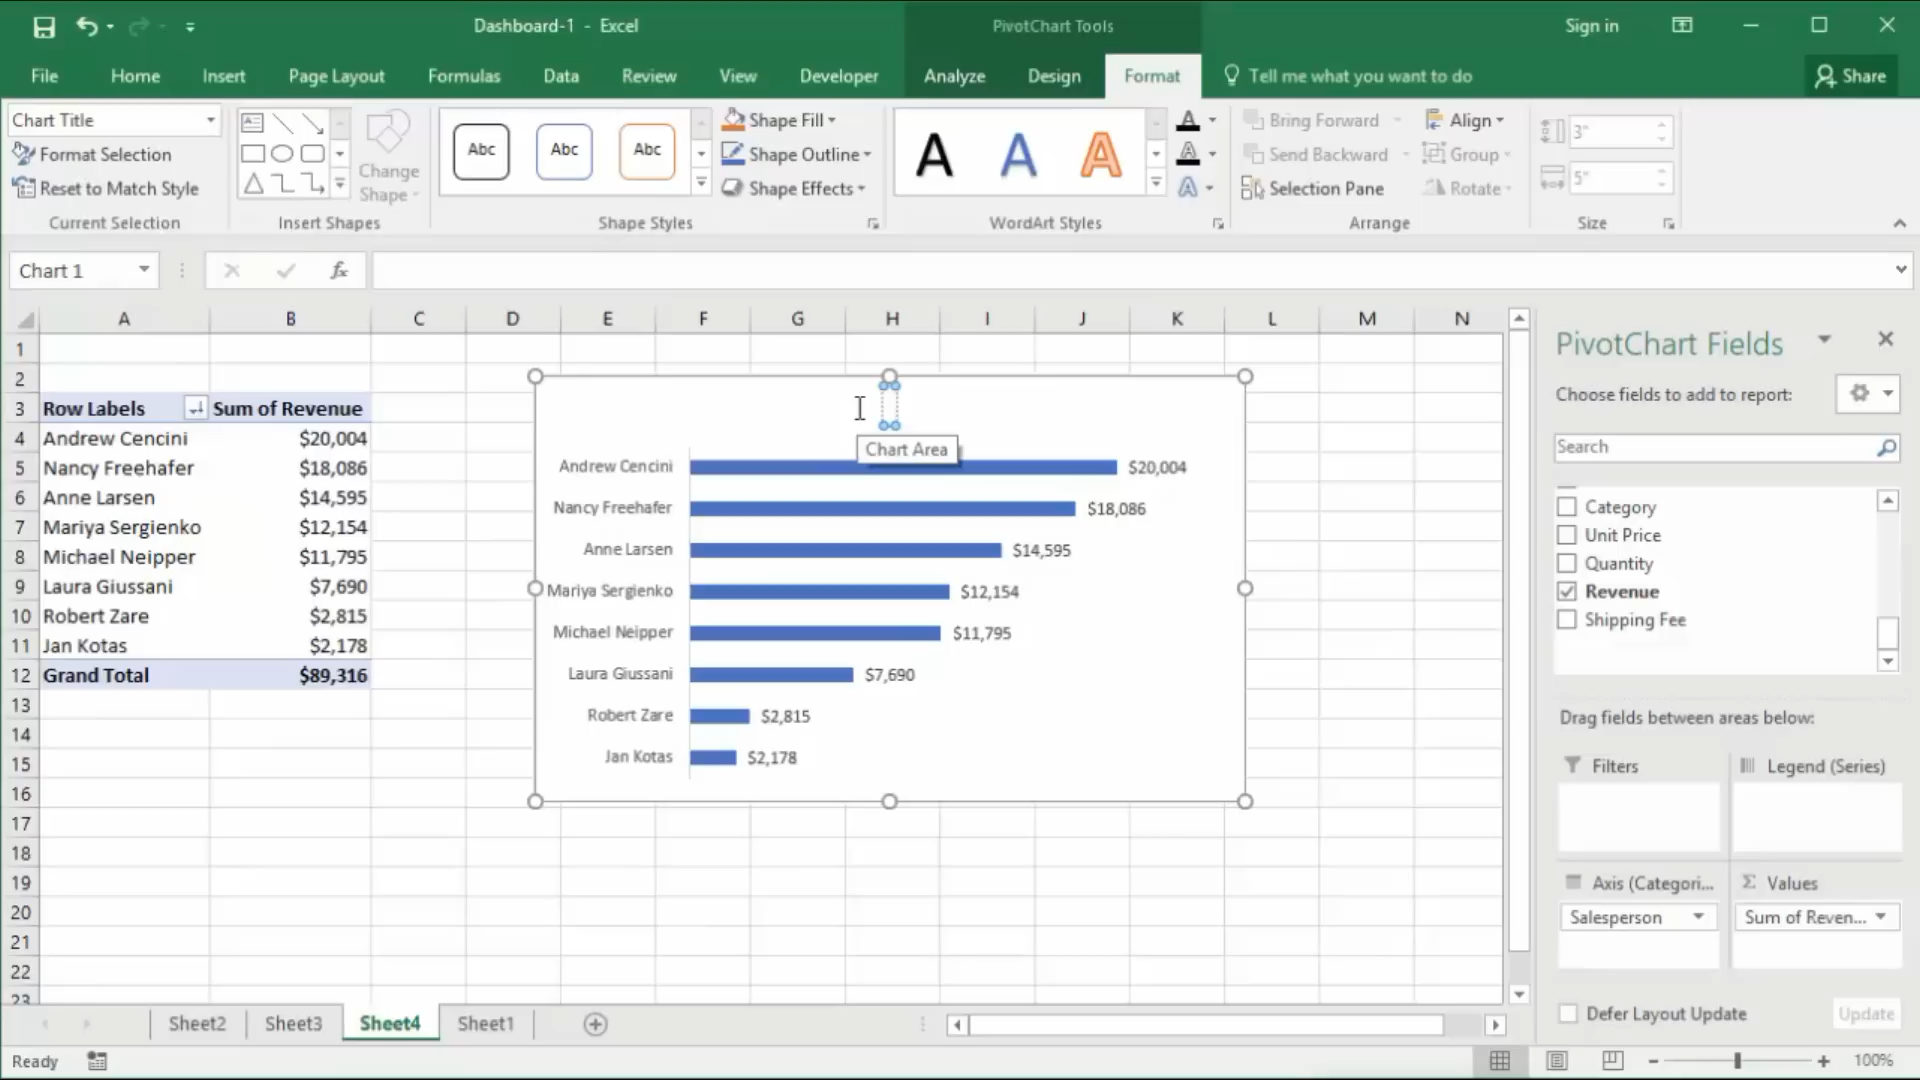 Dashboard-1 - Excel
PivotChart Tools
Sign in
File Home Insert Page Layout Formulas Data Review View Developer Analyze Design Format Tell me what you want to do Share
Chart Title
Format Selection
Reset to Match Style
Current Selection
Change
Shape
Insert Shapes
Abc Abc Abc
Shape Fill
Shape Outline
Shape Effects
Shape Styles
A A A
WordArt Styles
Bring Forward
Send Backward
Selection Pane
Align
Group
Rotate
Arrange
3"
5"
Size
Chart 1
fx
A B C D E F G H I J K L M N
1
2
3 Row Labels Sum of Revenue
4 Andrew Cencini $20,004
5 Nancy Freehafer $18,086
6 Anne Larsen $14,595
7 Mariya Sergienko $12,154
8 Michael Neipper $11,795
9 Laura Giussani $7,690
10 Robert Zare $2,815
11 Jan Kotas $2,178
12 Grand Total $89,316
13
14
15
16
17
18
19
20
21
22
23
Chart Area
Andrew Cencini $20,004
Nancy Freehafer $18,086
Anne Larsen $14,595
Mariya Sergienko $12,154
Michael Neipper $11,795
Laura Giussani $7,690
Robert Zare $2,815
Jan Kotas $2,178
PivotChart Fields
Choose fields to add to report:
Search
Category
Unit Price
Quantity
Revenue
Shipping Fee
Drag fields between areas below:
Filters
Legend (Series)
Axis (Categori...
Salesperson
Σ Values
Sum of Reven...
Defer Layout Update
Update
Sheet2 Sheet3 Sheet4 Sheet1
Ready
100%